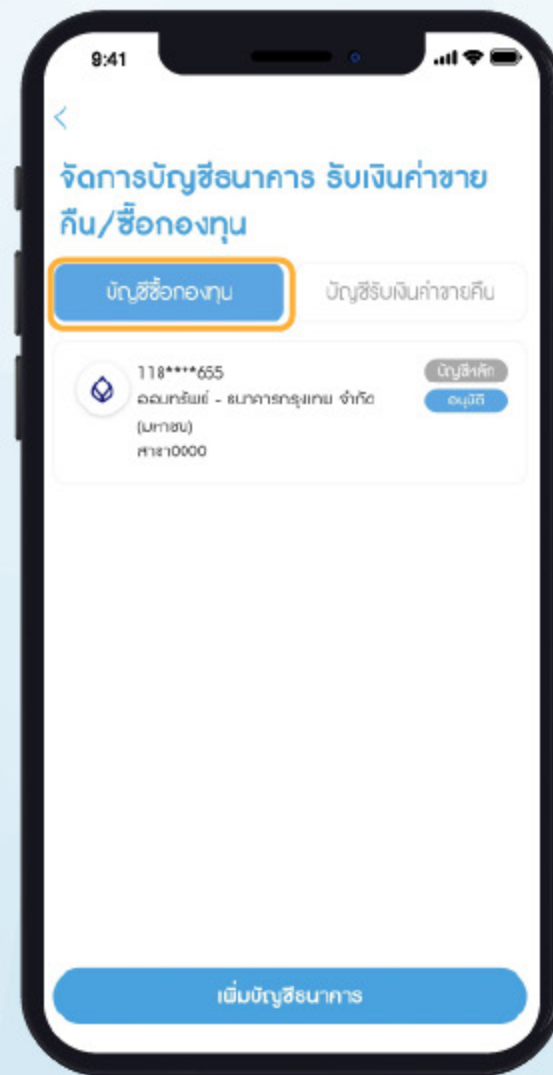 9:41
จัดการบัญชีธนาคาร รับเงินค่าขาย
คืน/ซื้อกองทุน
บัญชีซื้อกองทุน
บัญชีรับเงินค่าขายคืน
118****655
บัญชีหลัก
ออมทรัพย์ - ธนาคารกรุงเทพ จำกัด
อนุมัติ
(มหาชน)
สาขา0000
เพิ่มบัญชีธนาคาร